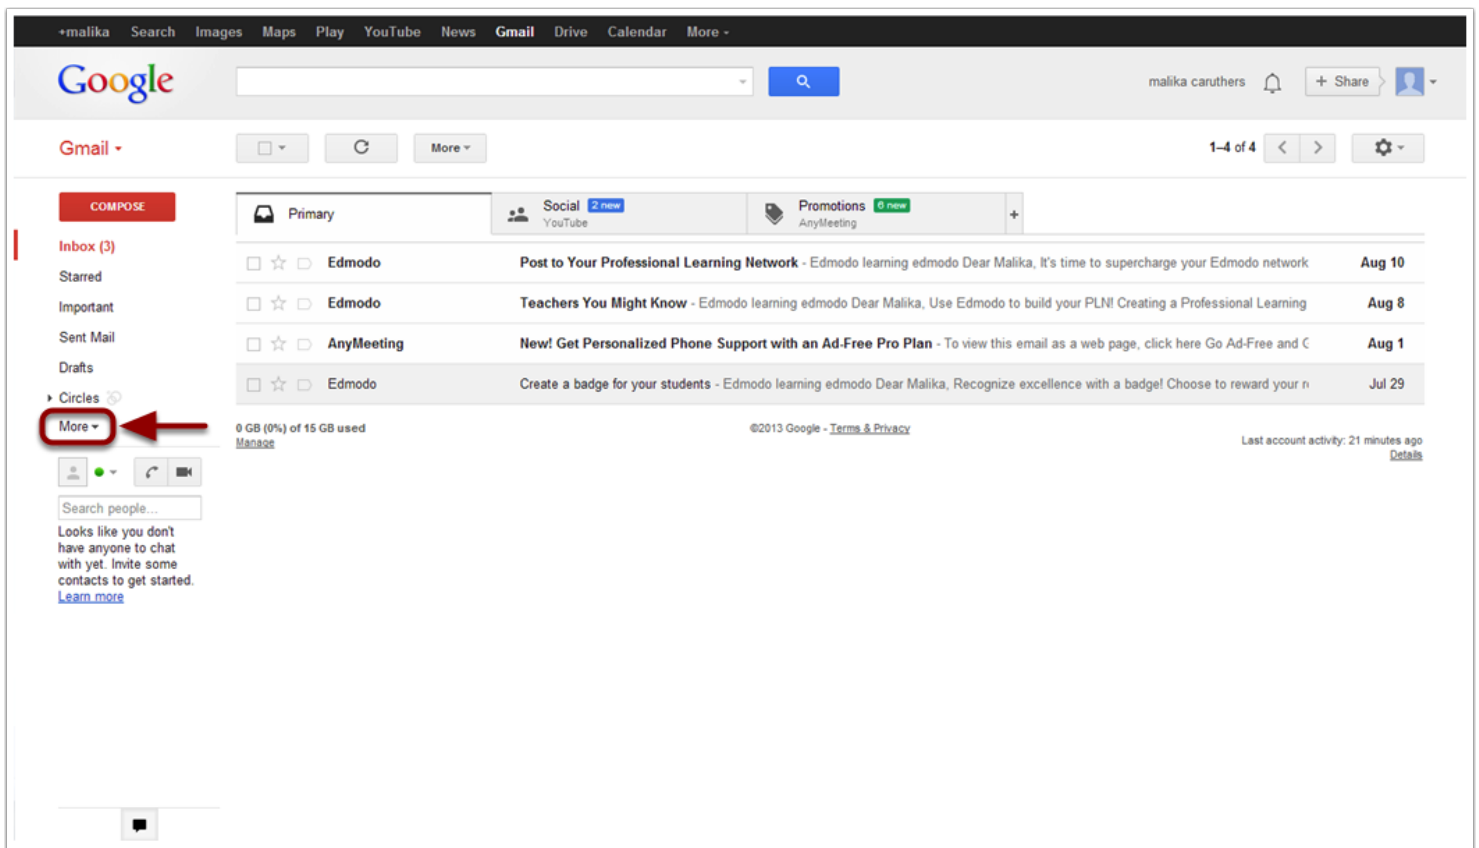 +malika Search Images Maps Play YouTube News Gmail Drive Calendar More
Google
malika caruthers + Share
Gmail
More
1–4 of 4
COMPOSE
Inbox (3)
Starred
Important
Sent Mail
Drafts
Circles
More
Primary
Social 2 new
YouTube
Promotions 6 new
AnyMeeting
+
Edmodo Post to Your Professional Learning Network - Edmodo learning edmodo Dear Malika, It's time to supercharge your Edmodo network Aug 10
Edmodo Teachers You Might Know - Edmodo learning edmodo Dear Malika, Use Edmodo to build your PLN! Creating a Professional Learning Aug 8
AnyMeeting New! Get Personalized Phone Support with an Ad-Free Pro Plan - To view this email as a web page, click here Go Ad-Free and Aug 1
Edmodo Create a badge for your students - Edmodo learning edmodo Dear Malika, Recognize excellence with a badge! Choose to reward your Jul 29
0 GB (0%) of 15 GB used
Manage
©2013 Google - Terms & Privacy
Last account activity: 21 minutes ago
Details
Search people...
Looks like you don't
have anyone to chat
with yet. Invite some
contacts to get started.
Learn more